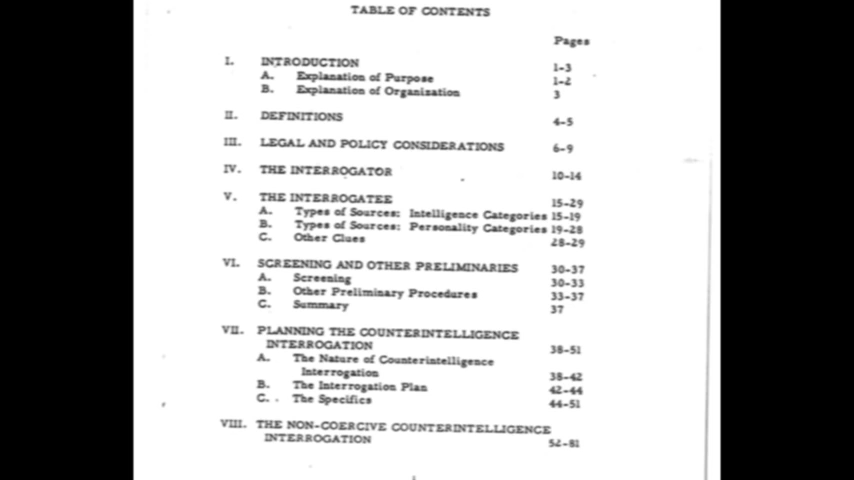 TABLE OF CONTENTS
Pages
I. INTRODUCTION 1-3
A. Explanation of Purpose 1-2
B. Explanation of Organization 3
II. DEFINITIONS 4-5
III. LEGAL AND POLICY CONSIDERATIONS 6-9
IV. THE INTERROGATOR 10-14
V. THE INTERROGATEE 15-29
A. Types of Sources: Intelligence Categories 15-19
B. Types of Sources: Personality Categories 19-28
C. Other Clues 28-29
VI. SCREENING AND OTHER PRELIMINARIES 30-37
A. Screening 30-33
B. Other Preliminary Procedures 33-37
C. Summary 37
VII. PLANNING THE COUNTERINTELLIGENCE
INTERROGATION 38-51
A. The Nature of Counterintelligence
Interrogation 38-42
B. The Interrogation Plan 42-44
C. The Specifics 44-51
VIII. THE NON-COERCIVE COUNTERINTELLIGENCE
INTERROGATION 52-81